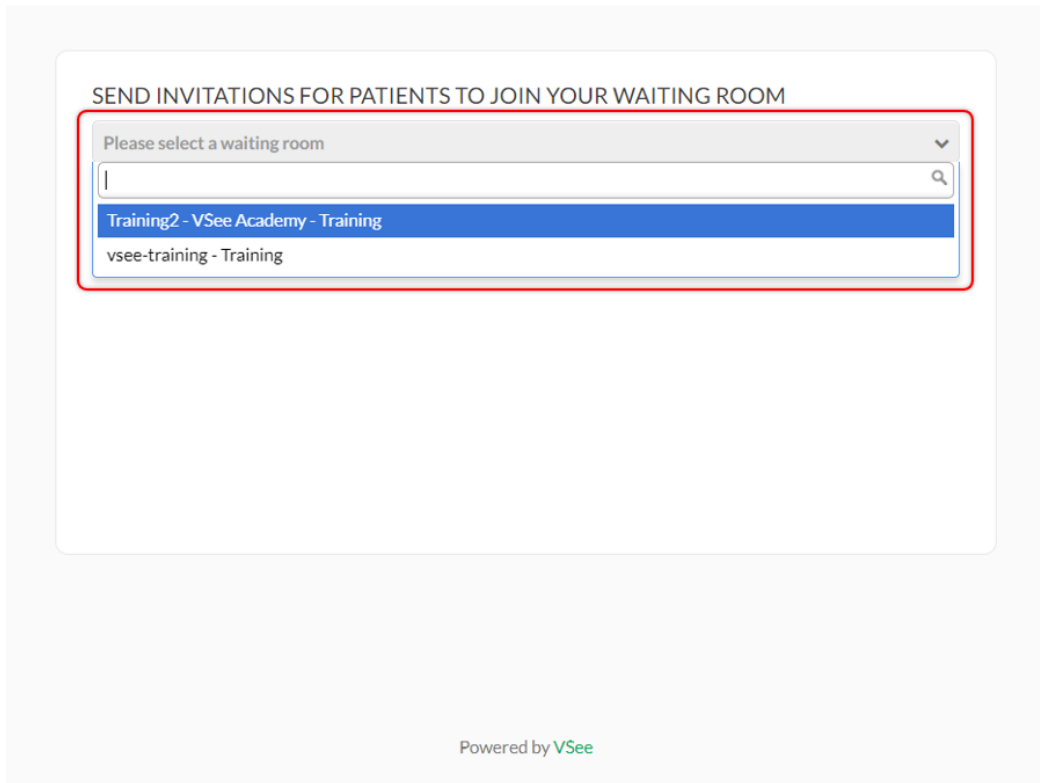 SEND INVITATIONS FOR PATIENTS TO JOIN YOUR WAITING ROOM
Please select a waiting room
Training2 - VSee Academy - Training
vsee-training - Training
Powered by VSee